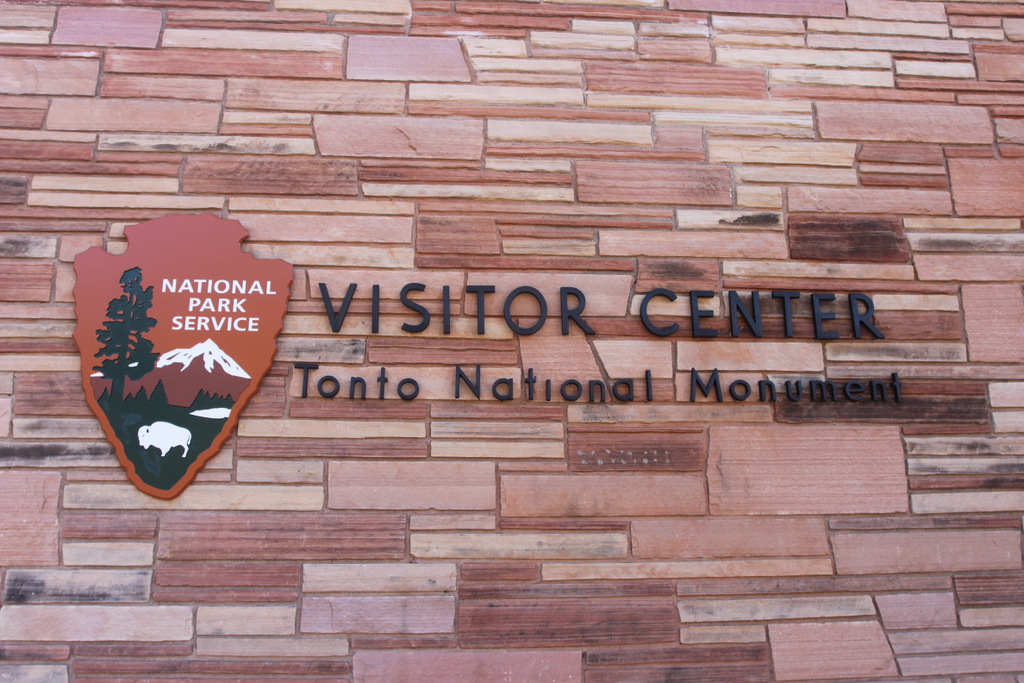 NATIONAL
PARK
SERVICE
VISITOR CENTER
Tonto National Monument